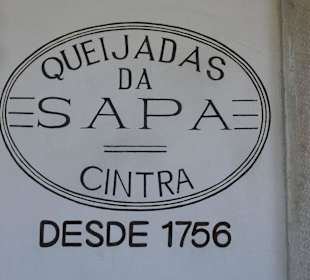 QUEIJADAS
DA
SAPA
CINTRA
DESDE 1756